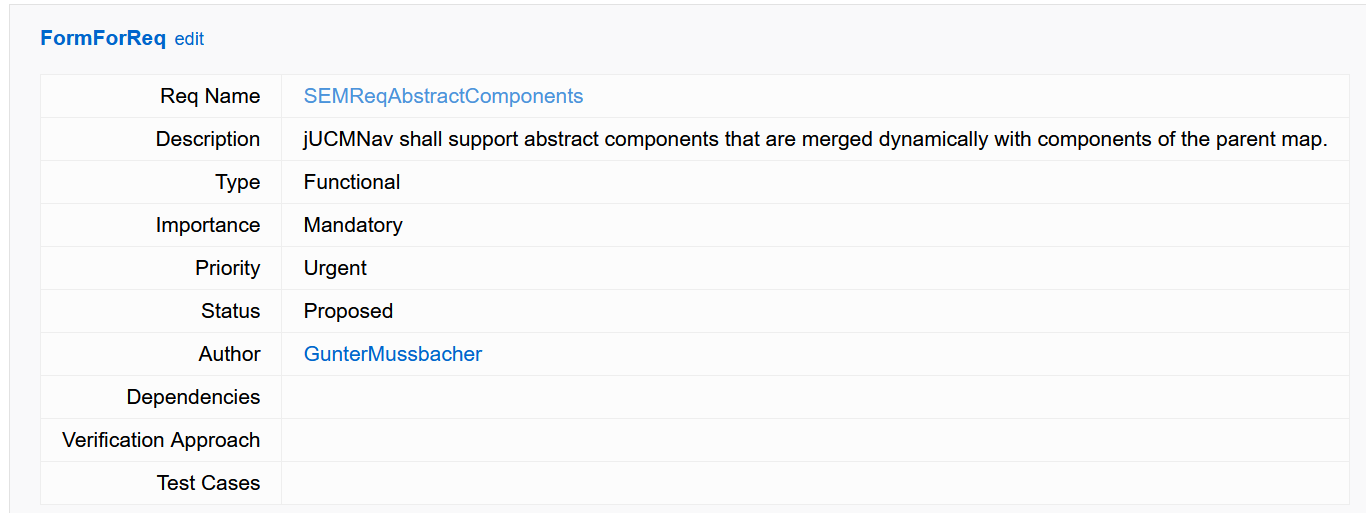 FormForReq edit
Req Name SEMReqAbstractComponents
Description jUCMNav shall support abstract components that are merged dynamically with components of the parent map.
Type Functional
Importance Mandatory
Priority Urgent
Status Proposed
Author GunterMussbacher
Dependencies
Verification Approach
Test Cases